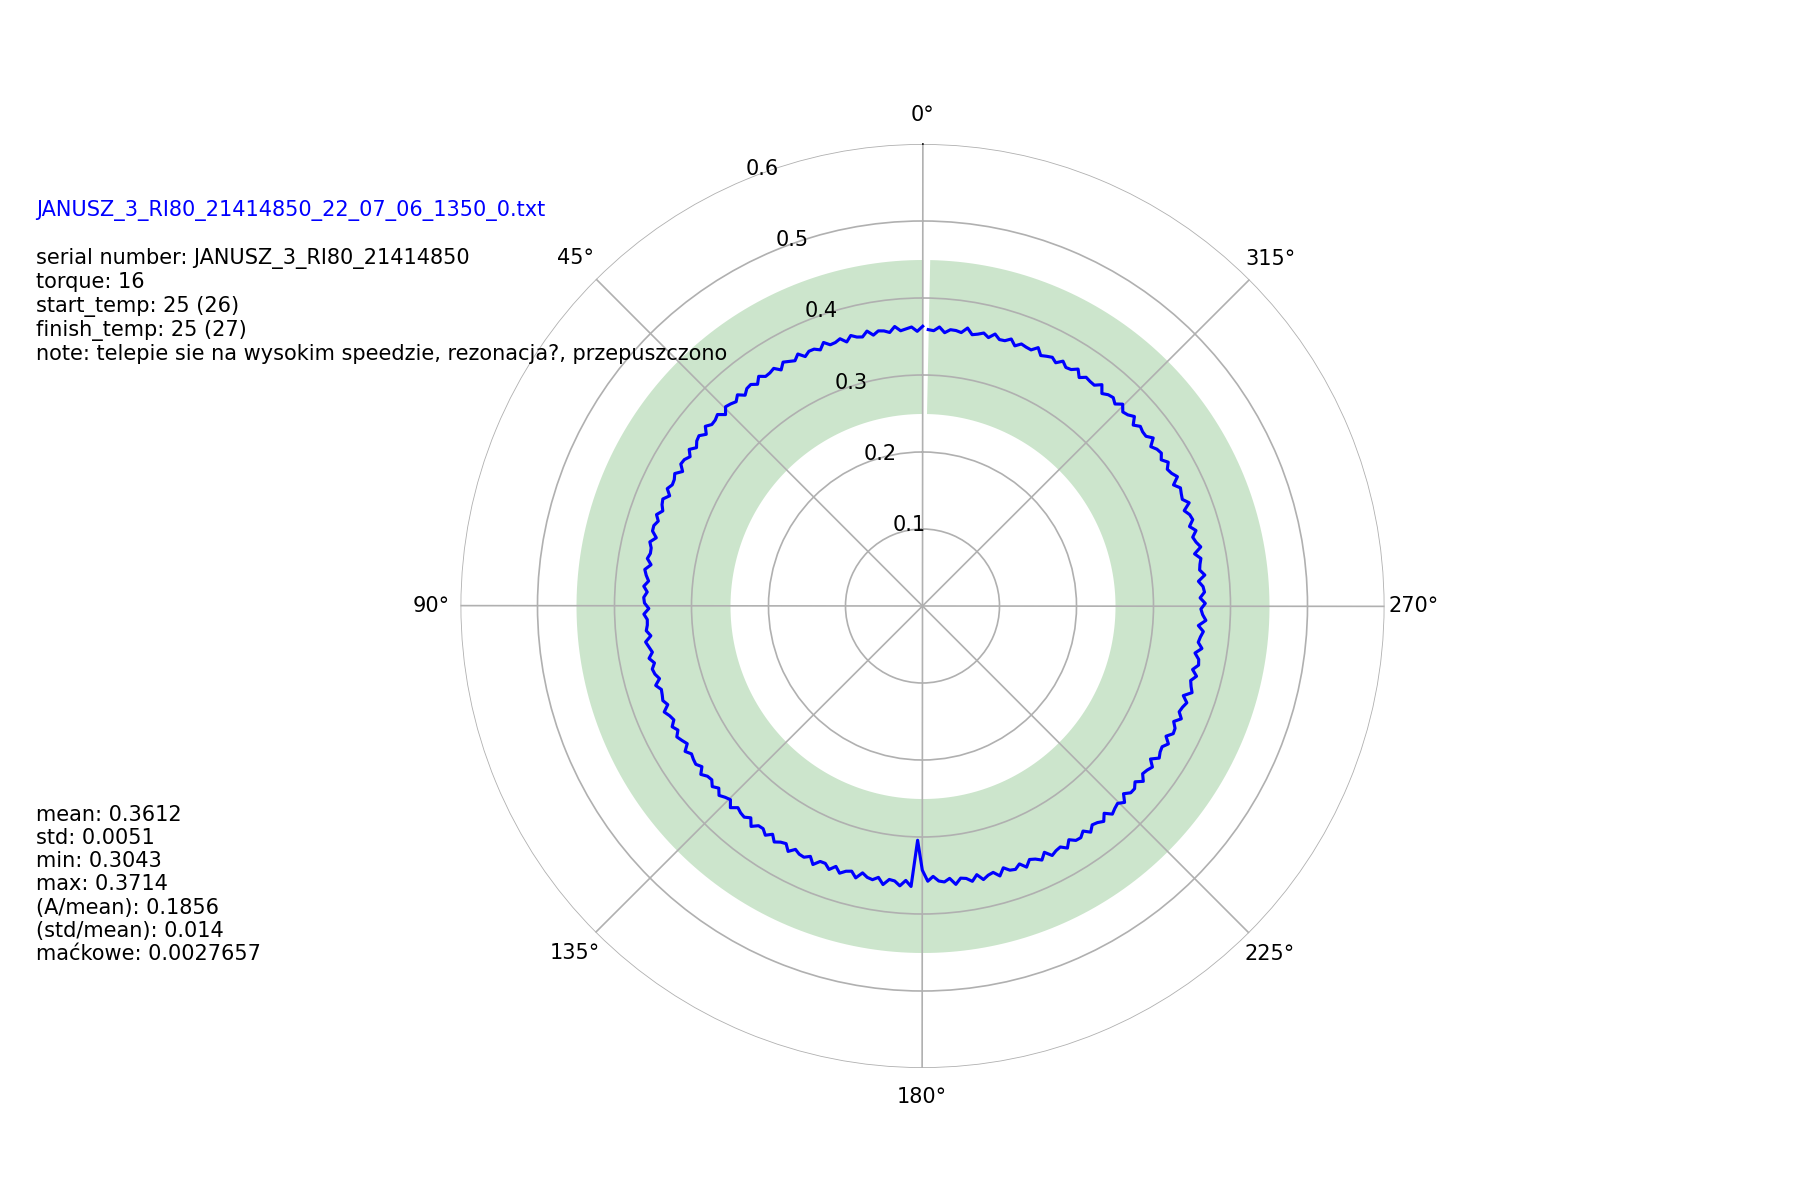 0°
0.6
JANUSZ_3_RI80_21414850_22_07_06_1350_0.txt
0.5
serial number: JANUSZ_3_RI80_21414850
45°
315°
torque: 16
start_temp: 25 (26)
0.4
finish_temp: 25 (27)
note: telepie sie na wysokim speedzie, rezonacja?, przepuszczono
0.3
0.2
0.1
90°
270°
mean: 0.3612
std: 0.0051
min: 0.3043
max: 0.3714
(A/mean): 0.1856
(std/mean): 0.014
maćkowe: 0.0027657
135°
225°
180°